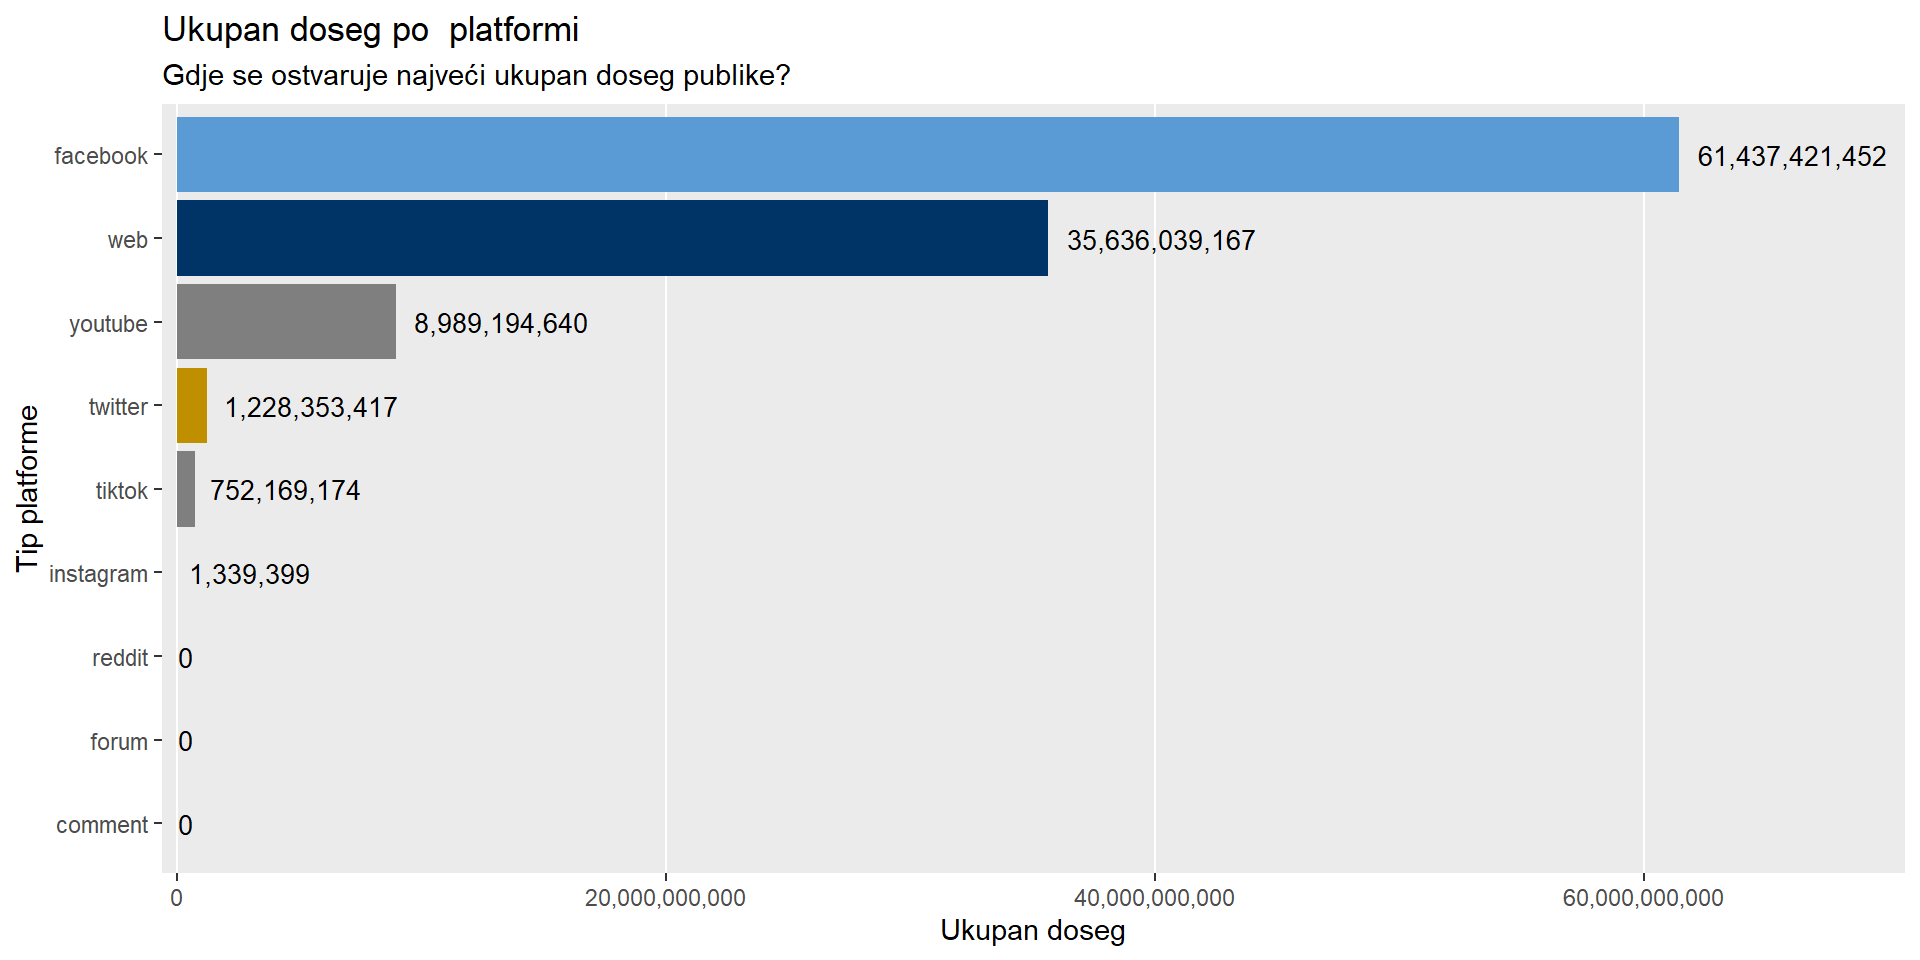 Ukupan doseg po  platformi
Gdje se ostvaruje najveći ukupan doseg publike?
Tip platforme
facebook 61,437,421,452
web 35,636,039,167
youtube 8,989,194,640
twitter 1,228,353,417
tiktok 752,169,174
instagram 1,339,399
reddit 0
forum 0
comment 0
0 20,000,000,000 40,000,000,000 60,000,000,000
Ukupan doseg